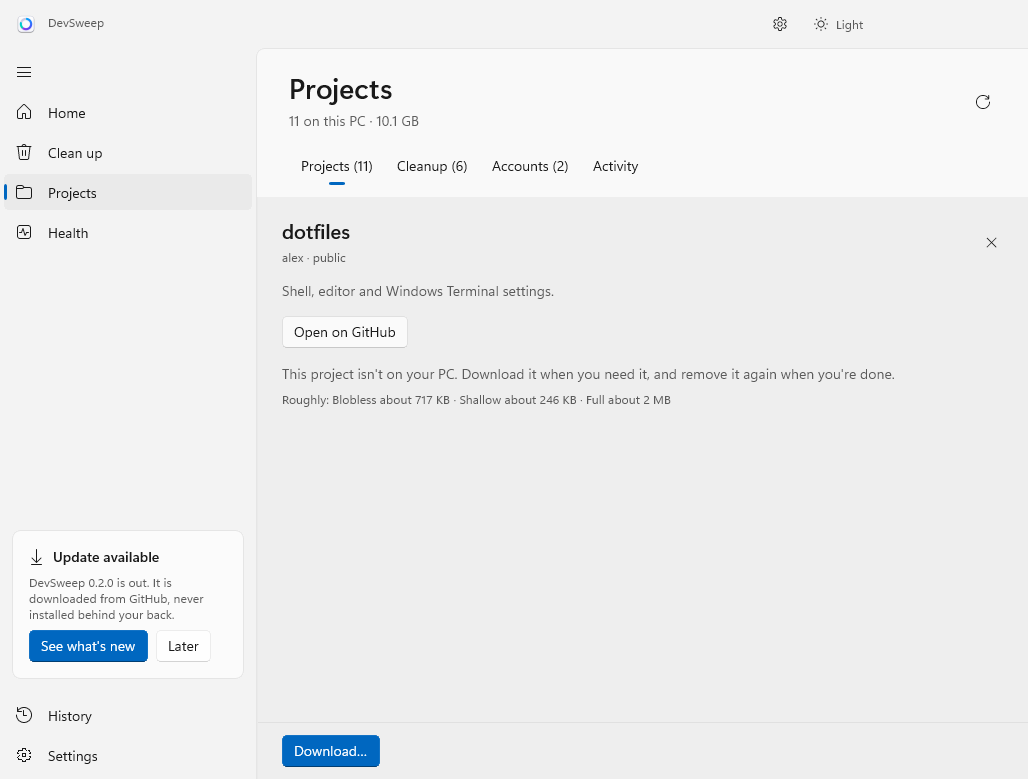 DevSweep
Light
Home
Clean up
Projects
Health
Projects
11 on this PC · 10.1 GB
Projects (11)
Cleanup (6)
Accounts (2)
Activity
dotfiles
alex · public
Shell, editor and Windows Terminal settings.
Open on GitHub
This project isn't on your PC. Download it when you need it, and remove it again when you're done.
Roughly: Blobless about 717 KB · Shallow about 246 KB · Full about 2 MB
Update available
DevSweep 0.2.0 is out. It is
downloaded from GitHub, never
installed behind your back.
See what's new
Later
History
Settings
Download...